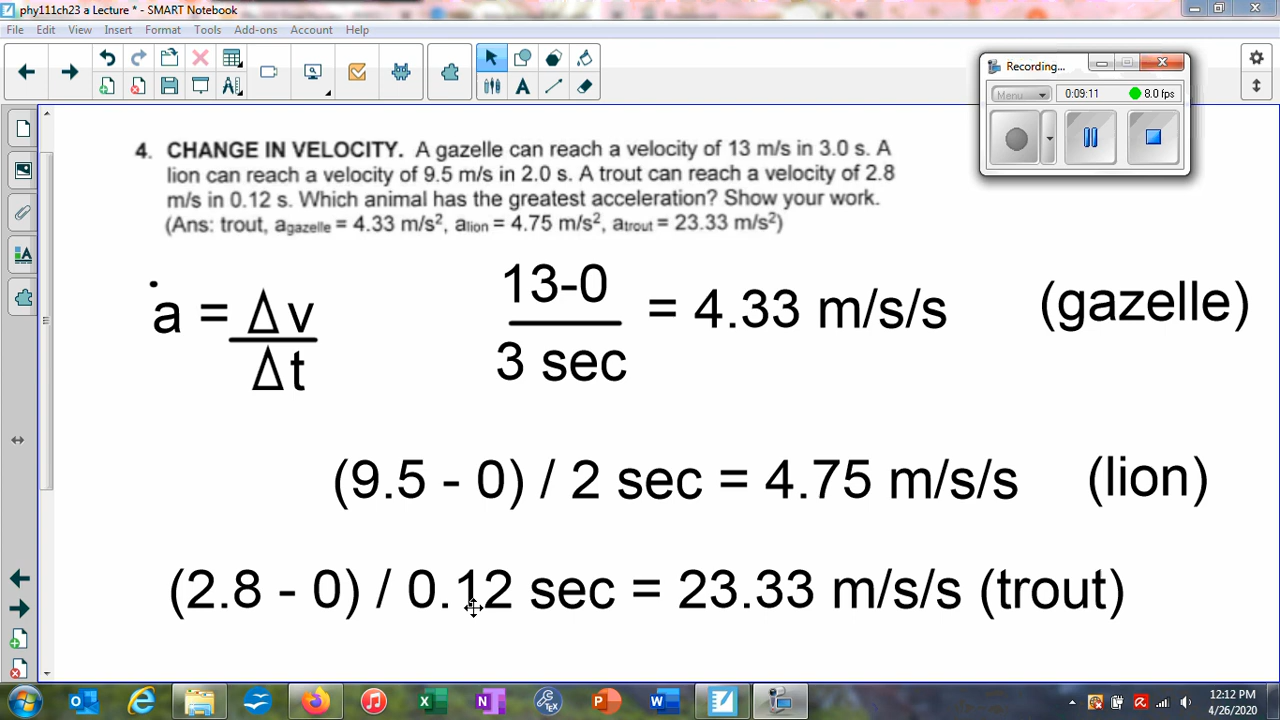 phy111ch23 a Lecture * - SMART Notebook
File Edit View Insert Format Tools Add-ons Account Help
Recording...
Menu 0:09:11 8.0 fps
4. CHANGE IN VELOCITY. A gazelle can reach a velocity of 13 m/s in 3.0 s. A
lion can reach a velocity of 9.5 m/s in 2.0 s. A trout can reach a velocity of 2.8
m/s in 0.12 s. Which animal has the greatest acceleration? Show your work.
(Ans: trout, agazelle = 4.33 m/s², alion = 4.75 m/s², atrout = 23.33 m/s²)
a = Δv
Δt
13-0
3 sec
= 4.33 m/s/s (gazelle)
(9.5 - 0) / 2 sec = 4.75 m/s/s (lion)
(2.8 - 0) / 0.12 sec = 23.33 m/s/s (trout)
12:12 PM
4/26/2020